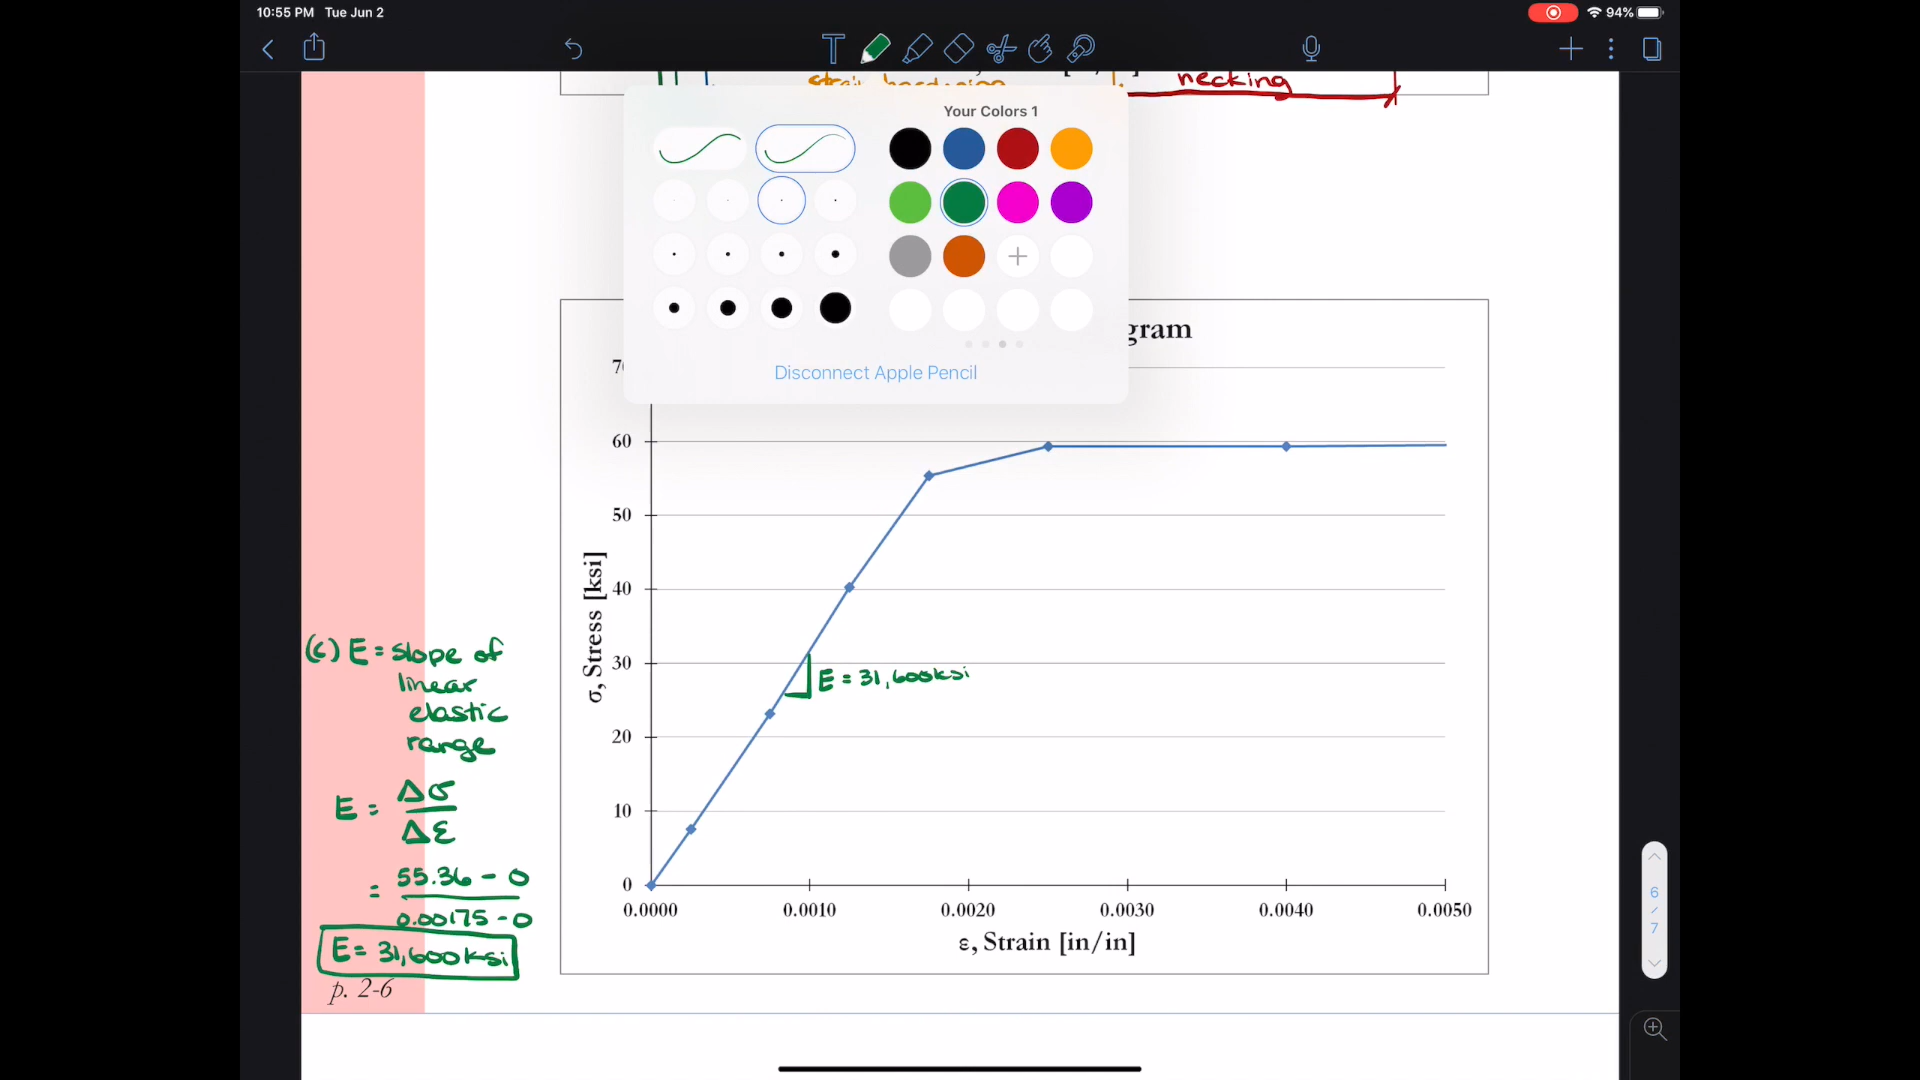 10:55 PM Tue Jun 2
94%
T
necking
Your Colors 1
Disconnect Apple Pencil
gram
60
50
40
30
20
10
0
σ, Stress [ksi]
0.0000 0.0010 0.0020 0.0030 0.0040 0.0050
ε, Strain [in/in]
E = 31,600ksi
(c) E = slope of
linear
elastic
range
E = Δσ
Δε
= 55.36 - 0
0.00175 - 0
E = 31,600ksi
p. 2-6
6
/
7